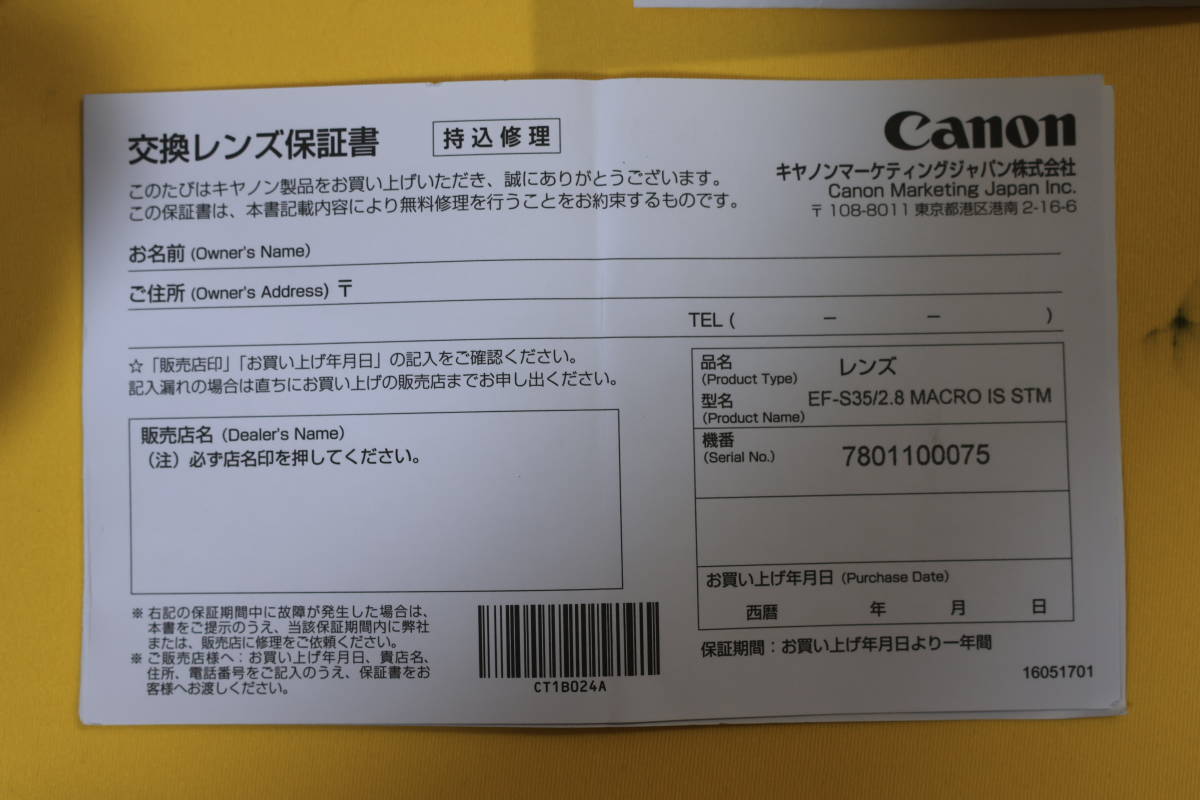 交換レンズ保証書
持込修理
Canon
キヤノンマーケティングジャパン株式会社
Canon Marketing Japan Inc.
〒108-8011 東京都港区港南2-16-6
このたびはキヤノン製品をお買い上げいただき、誠にありがとうございます。
この保証書は、本書記載内容により無料修理を行うことをお約束するものです。
お名前 (Owner's Name)
ご住所 (Owner's Address) 〒
TEL ( － － )
☆「販売店印」「お買い上げ年月日」の記入をご確認ください。
記入漏れの場合は直ちにお買い上げの販売店までお申し出ください。
販売店名 (Dealer's Name)
（注）必ず店名印を押してください。
品名 レンズ
(Product Type)
型名 EF-S35/2.8 MACRO IS STM
(Product Name)
機番
(Serial No.) 7801100075
お買い上げ年月日 (Purchase Date)
西暦 年 月 日
保証期間：お買い上げ年月日より一年間
※ 右記の保証期間中に故障が発生した場合は、
本書をご提示のうえ、当該保証期間内に弊社
または、販売店に修理をご依頼ください。
※ ご販売店様へ：お買い上げ年月日、貴店名、
住所、電話番号をご記入のうえ、保証書をお
客様へお渡しください。
CT1B024A
16051701